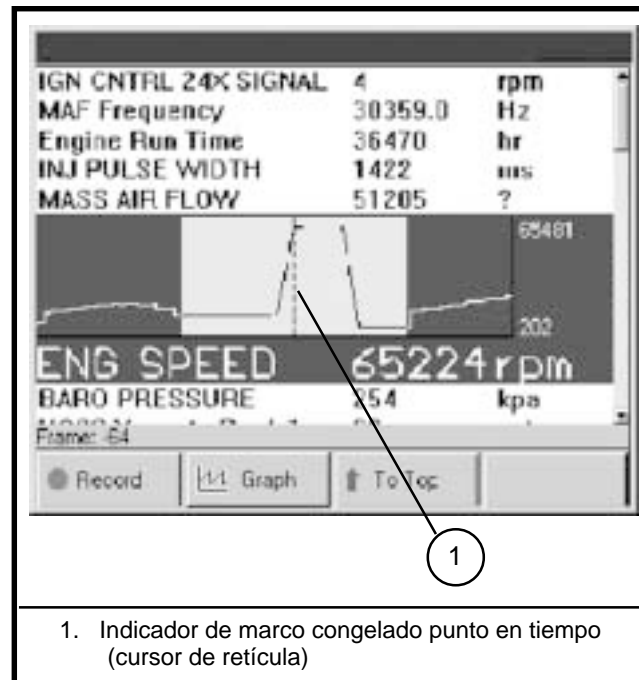 IGN CNTRL 24X SIGNAL 4 rpm
MAF Frequency 30359.0 Hz
Engine Run Time 36470 hr
INJ PULSE WIDTH 1422 ms
MASS AIR FLOW 51205 ?
65481
202
ENG SPEED 65224 rpm
BARO PRESSURE 254 kpa
Frame: -64
Record Graph To Top
1
1. Indicador de marco congelado punto en tiempo
(cursor de retícula)